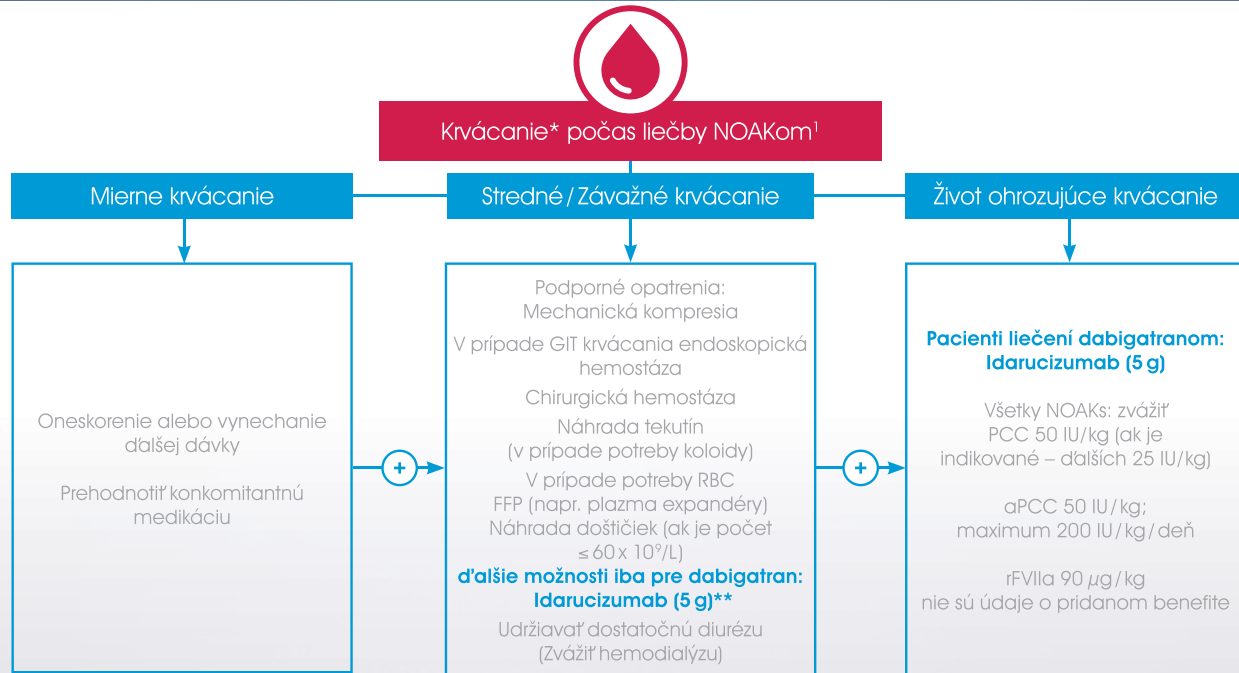 Krvácanie* počas liečby NOAKom¹
Mierne krvácanie
Stredné/Závažné krvácanie
Život ohrozujúce krvácanie
Oneskorenie alebo vynechanie
ďalšej dávky
Prehodnotiť konkomitantnú
medikáciu
+
Podporné opatrenia:
Mechanická kompresia
V prípade GIT krvácania endoskopická
hemostáza
Chirurgická hemostáza
Náhrada tekutín
(v prípade potreby koloidy)
V prípade potreby RBC
FFP (napr. plazma expandéry)
Náhrada doštičiek (ak je počet
≤ 60 x 10⁹/L)
ďalšie možnosti iba pre dabigatran:
Idarucizumab (5 g)**
Udržiavať dostatočnú diurézu
(Zvážiť hemodialýzu)
+
Pacienti liečení dabigatranom:
Idarucizumab (5 g)
Všetky NOAKs: zvážiť
PCC 50 IU/kg (ak je
indikované – ďalších 25 IU/kg)
aPCC 50 IU/kg;
maximum 200 IU/kg/deň
rFVIIa 90 µg/kg
nie sú údaje o pridanom benefite